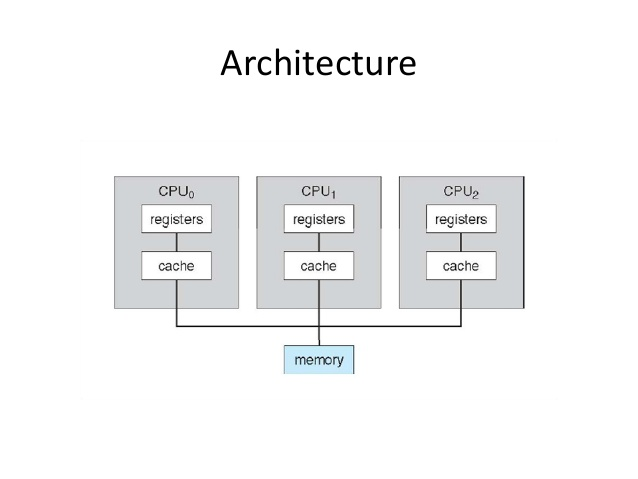 Architecture
CPU₀ CPU₁ CPU₂
registers registers registers
cache cache cache
memory